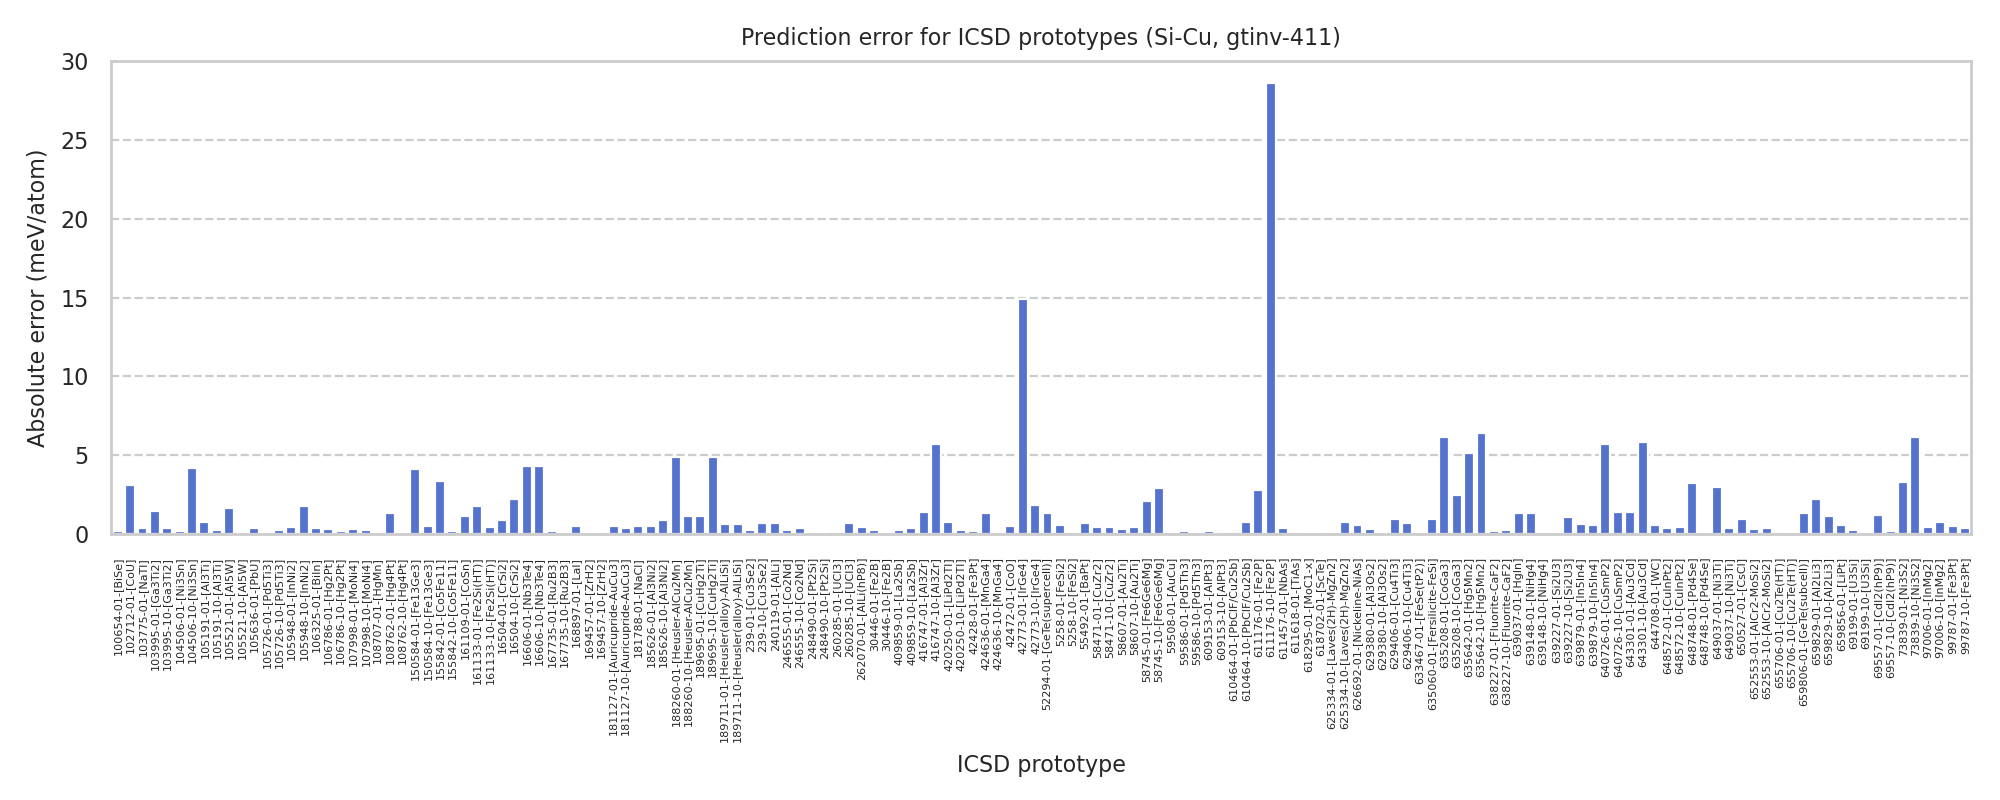 Prediction error for ICSD prototypes (Si-Cu, gtinv-411)
Absolute error (meV/atom)
30
25
20
15
10
5
0
100654-01-[BiSe]
102712-01-[CoU]
103775-01-[NaTl]
103995-01-[Ga3Ti2]
103995-10-[Ga3Ti2]
104506-01-[Ni3Sn]
104506-10-[Ni3Sn]
105191-01-[Al3Ti]
105191-10-[Al3Ti]
105521-01-[Al5W]
105521-10-[Al5W]
105636-01-[PbU]
105726-01-[Pd5Ti3]
105726-10-[Pd5Ti3]
105948-01-[InNi2]
105948-10-[InNi2]
106325-01-[BiIn]
106786-01-[Hg2Pt]
106786-10-[Hg2Pt]
107998-01-[MoNi4]
107998-10-[MoNi4]
108707-01-[HgMn]
108762-01-[Hg4Pt]
108762-10-[Hg4Pt]
150584-01-[Fe13Ge3]
150584-10-[Fe13Ge3]
155842-01-[Co5Fe11]
155842-10-[Co5Fe11]
161109-01-[CoSn]
161133-01-[Fe2Si(HT)]
161133-10-[Fe2Si(HT)]
16504-01-[CrSi2]
16504-10-[CrSi2]
16606-01-[Nb3Te4]
16606-10-[Nb3Te4]
167735-01-[Ru2B3]
167735-10-[Ru2B3]
168897-01-[LaI]
169457-01-[ZrH2]
169457-10-[ZrH2]
181127-01-[Auricupride-AuCu3]
181127-10-[Auricupride-AuCu3]
181788-01-[NaCl]
185626-01-[Al3Ni2]
185626-10-[Al3Ni2]
188260-01-[Heusler-AlCu2Mn]
188260-10-[Heusler-AlCu2Mn]
189695-01-[CuHg2Ti]
189695-10-[CuHg2Ti]
189711-01-[Heusler(alloy)-AlLiSi]
189711-10-[Heusler(alloy)-AlLiSi]
239-01-[Cu3Se2]
239-10-[Cu3Se2]
240119-01-[AlLi]
246555-01-[Co2Nd]
246555-10-[Co2Nd]
248490-01-[Pt2Si]
248490-10-[Pt2Si]
260285-01-[UCl3]
260285-10-[UCl3]
262070-01-[AlLi(hP8)]
30446-01-[Fe2B]
30446-10-[Fe2B]
409859-01-[La2Sb]
409859-10-[La2Sb]
416747-01-[Al3Zr]
416747-10-[Al3Zr]
420250-01-[LiPd2Tl]
420250-10-[LiPd2Tl]
42428-01-[Fe3Pt]
424636-01-[MnGa4]
424636-10-[MnGa4]
42472-01-[CoO]
42773-01-[IrGe4]
42773-10-[IrGe4]
52294-01-[GeTe(supercell)]
5258-01-[FeSi2]
5258-10-[FeSi2]
55492-01-[BaPt]
58471-01-[CuZr2]
58471-10-[CuZr2]
58607-01-[Au2Ti]
58607-10-[Au2Ti]
58745-01-[Fe6Ge6Mg]
58745-10-[Fe6Ge6Mg]
59508-01-[AuCu]
59586-01-[Pd5Th3]
59586-10-[Pd5Th3]
609153-01-[AlPt3]
609153-10-[AlPt3]
610464-01-[PbClF/Cu2Sb]
610464-10-[PbClF/Cu2Sb]
611176-01-[Fe2P]
611176-10-[Fe2P]
611457-01-[NbAs]
611618-01-[TiAs]
618295-01-[MoC1-x]
618702-01-[ScTe]
625334-01-[Laves(2H)-MgZn2]
625334-10-[Laves(2H)-MgZn2]
626692-01-[Nickeline-NiAs]
629380-01-[Al3Os2]
629380-10-[Al3Os2]
629406-01-[Cu4Ti3]
629406-10-[Cu4Ti3]
633467-01-[FeSe(tP2)]
635060-01-[Fersilicite-FeSi]
635208-01-[CoGa3]
635208-10-[CoGa3]
635642-01-[Hg5Mn2]
635642-10-[Hg5Mn2]
638227-01-[Fluorite-CaF2]
638227-10-[Fluorite-CaF2]
639037-01-[HgIn]
639148-01-[NiHg4]
639148-10-[NiHg4]
639227-01-[Si2U3]
639227-10-[Si2U3]
639879-01-[In5In4]
639879-10-[In5In4]
640726-01-[CuSmP2]
640726-10-[CuSmP2]
643301-01-[Au3Cd]
643301-10-[Au3Cd]
644708-01-[WC]
648572-01-[CuInPt2]
648572-10-[CuInPt2]
648748-01-[Pd4Se]
648748-10-[Pd4Se]
649037-01-[Ni3Ti]
649037-10-[Ni3Ti]
650527-01-[CsCl]
652553-01-[AlCr2-MoSi2]
652553-10-[AlCr2-MoSi2]
655706-01-[Cu2Te(HT)]
655706-10-[Cu2Te(HT)]
659806-01-[GeTe(subcell)]
659829-01-[Al2Li3]
659829-10-[Al2Li3]
659856-01-[LiPt]
69199-01-[U3Si]
69199-10-[U3Si]
69557-01-[CdI2(hP9)]
69557-10-[CdI2(hP9)]
73839-01-[Ni3S2]
73839-10-[Ni3S2]
97006-01-[InMg2]
97006-10-[InMg2]
99787-01-[Fe3Pt]
99787-10-[Fe3Pt]
ICSD prototype